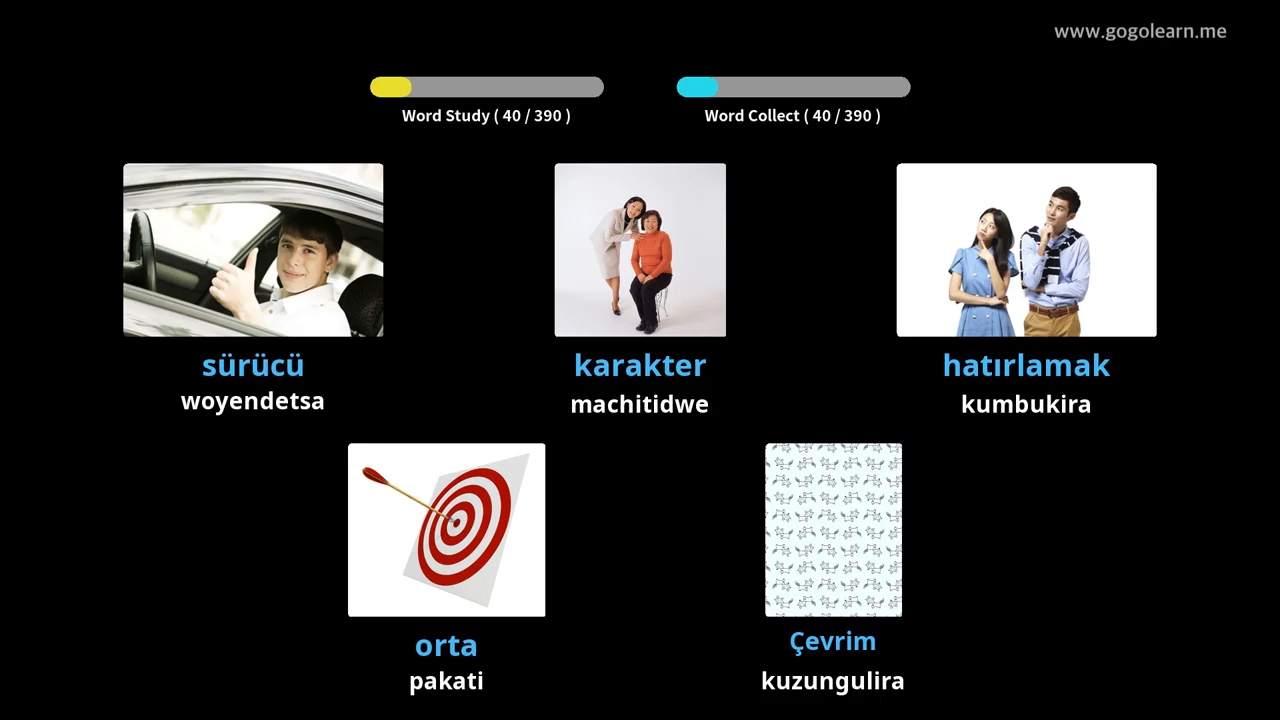 www.gogolearn.me
Word Study ( 40 / 390 )
Word Collect ( 40 / 390 )
sürücü
woyendetsa
karakter
machitidwe
hatırlamak
kumbukira
orta
pakati
Çevrim
kuzungulira